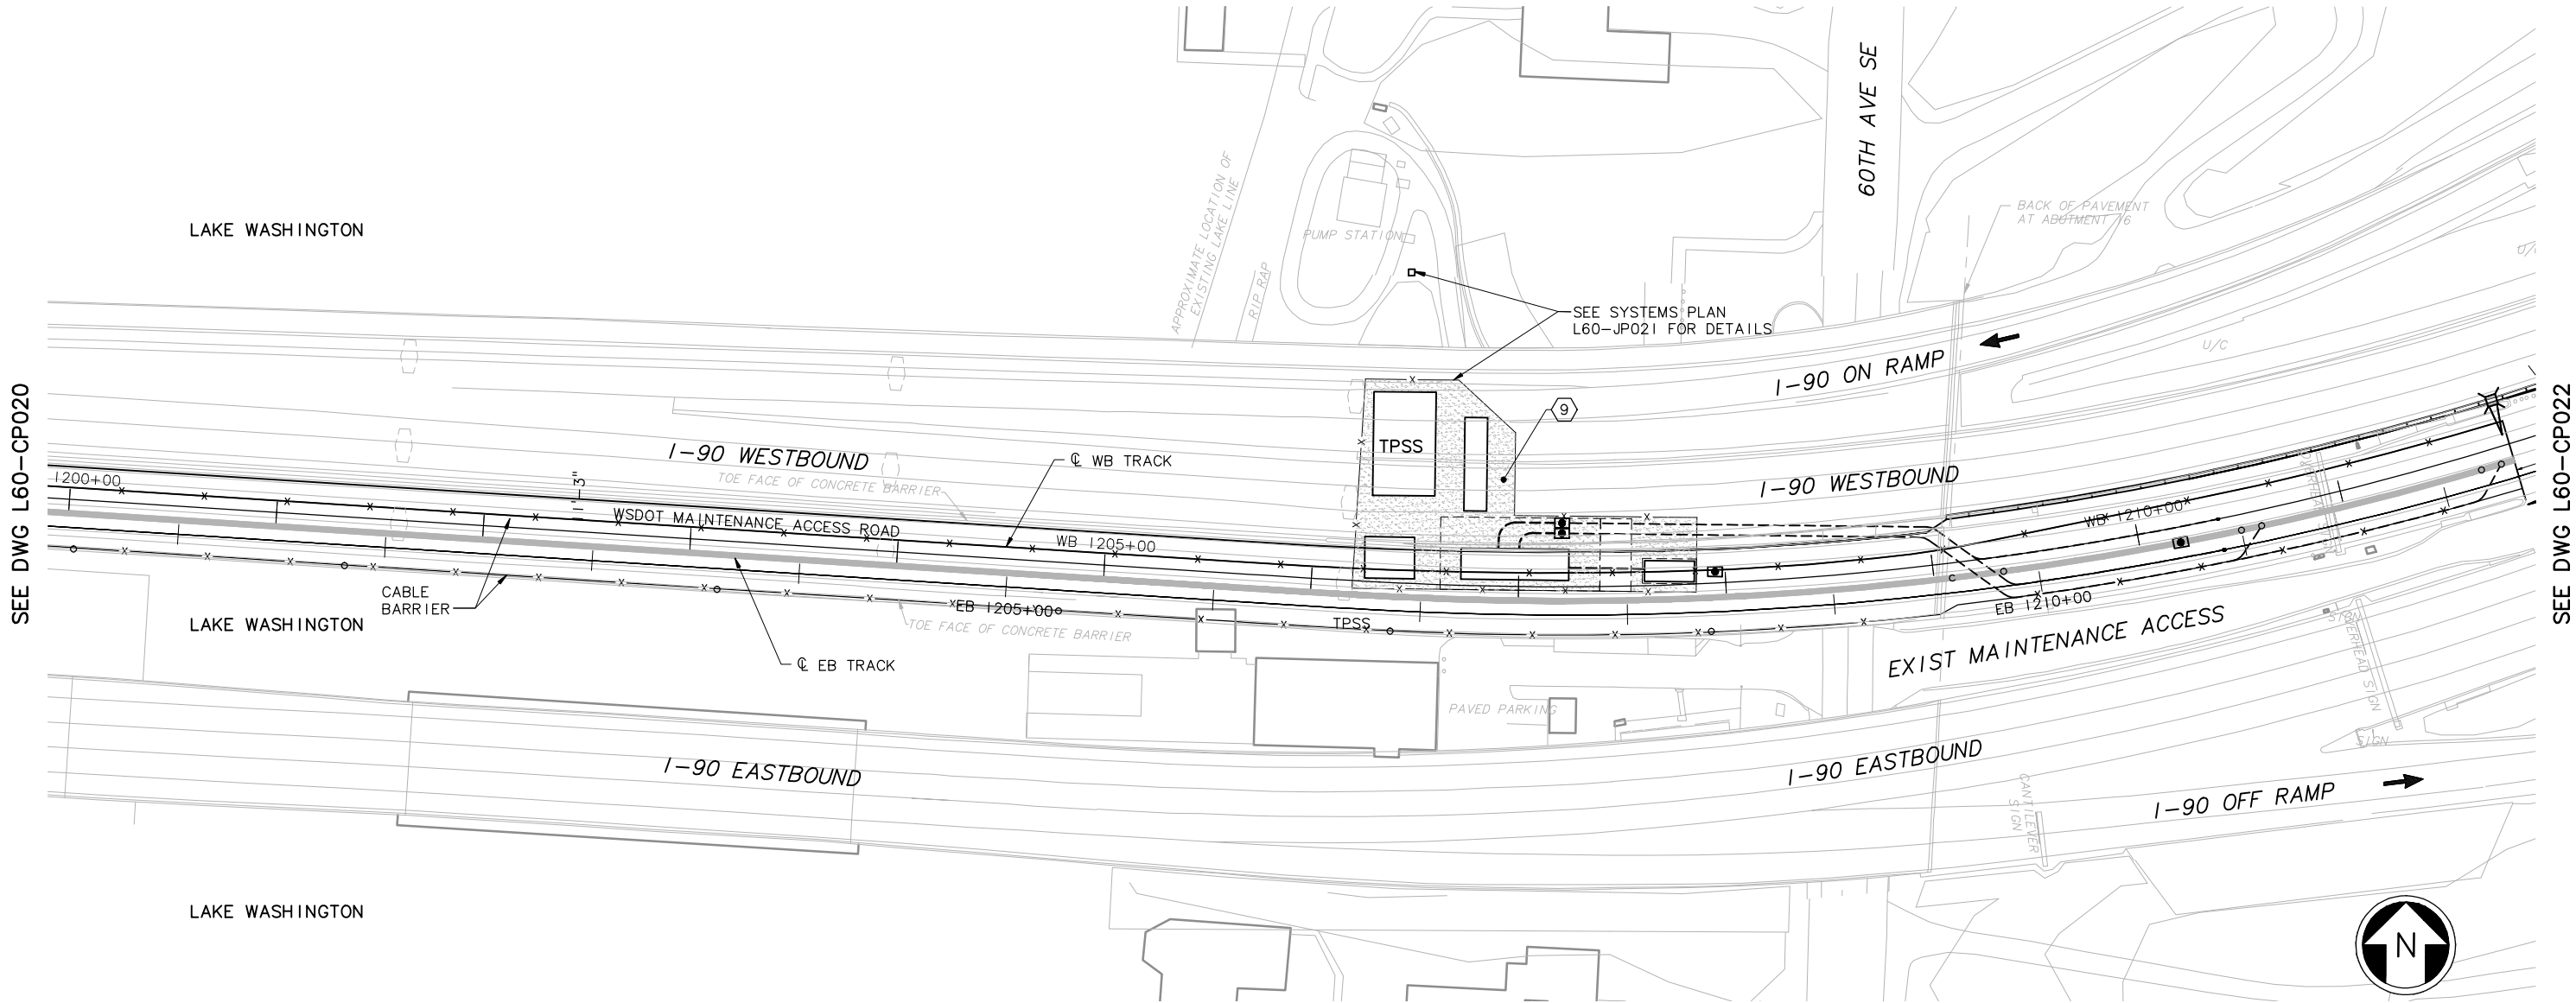 60TH AVE SE
BACK OF PAVEMENT
AT ABUTMENT
LAKE WASHINGTON
APPROXIMATE LOCATION OF
EXISTING LAKE LINE
RIP RAP
PUMP STATION
SEE SYSTEMS PLAN
L60-JP021 FOR DETAILS
I-90 ON RAMP
U/C
SEE DWG L60-CP020
SEE DWG L60-CP022
9
TPSS
I-90 WESTBOUND
TOE FACE OF CONCRETE BARRIER
℄ WB TRACK
I-90 WESTBOUND
1200+00
WSDOT MAINTENANCE ACCESS ROAD
WB 1205+00
WB 1210+00
CABLE
BARRIER
LAKE WASHINGTON
EB 1205+00
TOE FACE OF CONCRETE BARRIER
TPSS
EB 1210+00
EXIST MAINTENANCE ACCESS
SIGN
OVERHEAD SIGN
℄ EB TRACK
PAVED PARKING
SIGN
I-90 EASTBOUND
I-90 EASTBOUND
I-90 OFF RAMP
CANTILEVER
SIGN
LAKE WASHINGTON
N